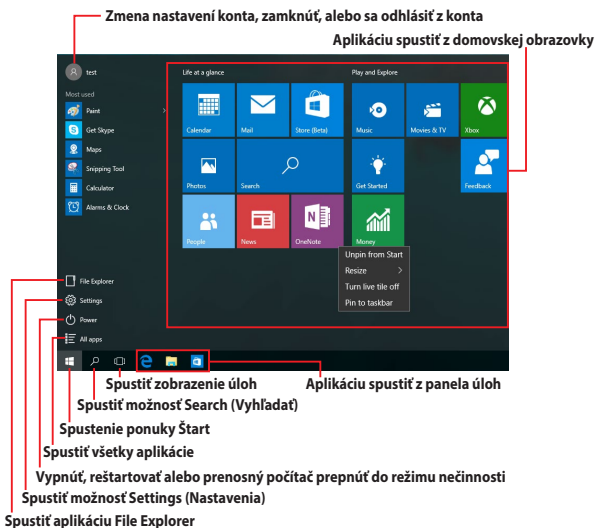 Zmena nastavení konta, zamknúť, alebo sa odhlásiť z konta
Aplikáciu spustiť z domovskej obrazovky
test
Life at a glance
Play and Explore
Most used
Paint
Get Skype
Maps
Snipping Tool
Calculator
Alarms & Clock
Calendar
Mail
Store (Beta)
Music
Movies & TV
Xbox
Photos
Search
Get Started
Feedback
People
News
OneNote
Money
Unpin from Start
Resize
Turn live tile off
Pin to taskbar
File Explorer
Settings
Power
All apps
Spustiť zobrazenie úloh
Aplikáciu spustiť z panela úloh
Spustiť možnosť Search (Vyhľadať)
Spustenie ponuky Štart
Spustiť všetky aplikácie
Vypnúť, reštartovať alebo prenosný počítač prepnúť do režimu nečinnosti
Spustiť možnosť Settings (Nastavenia)
Spustiť aplikáciu File Explorer